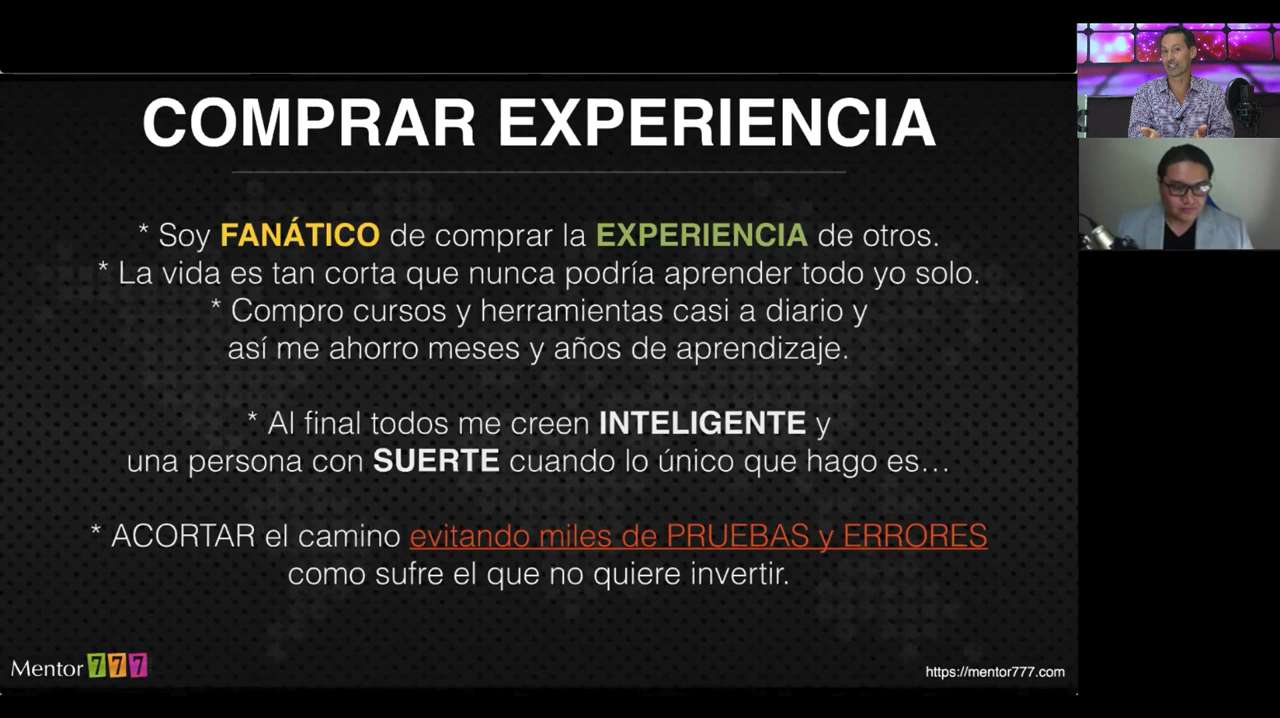 COMPRAR EXPERIENCIA
* Soy FANÁTICO de comprar la EXPERIENCIA de otros.
* La vida es tan corta que nunca podría aprender todo yo solo.
* Compro cursos y herramientas casi a diario y
así me ahorro meses y años de aprendizaje.
* Al final todos me creen INTELIGENTE y
una persona con SUERTE cuando lo único que hago es...
* ACORTAR el camino evitando miles de PRUEBAS y ERRORES
como sufre el que no quiere invertir.
Mentor 777
https://mentor777.com